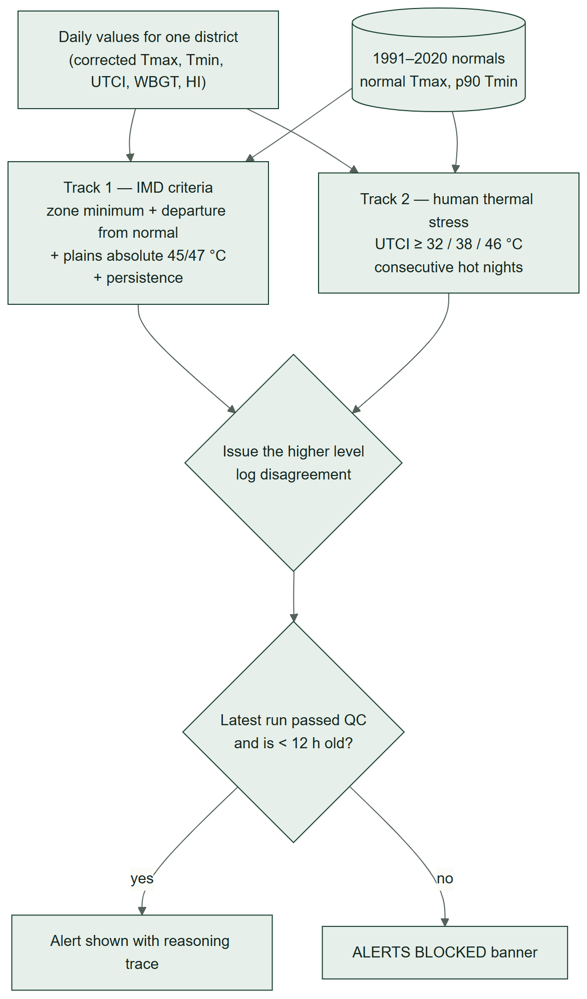 Daily values for one district
(corrected Tmax, Tmin,
UTCI, WBGT, HI)
1991–2020 normals
normal Tmax, p90 Tmin
Track 1 — IMD criteria
zone minimum + departure
from normal
+ plains absolute 45/47 °C
+ persistence
Track 2 — human thermal
stress
UTCI ≥ 32 / 38 / 46 °C
consecutive hot nights
Issue the higher level
log disagreement
Latest run passed QC
and is < 12 h old?
yes
no
Alert shown with reasoning
trace
ALERTS BLOCKED banner